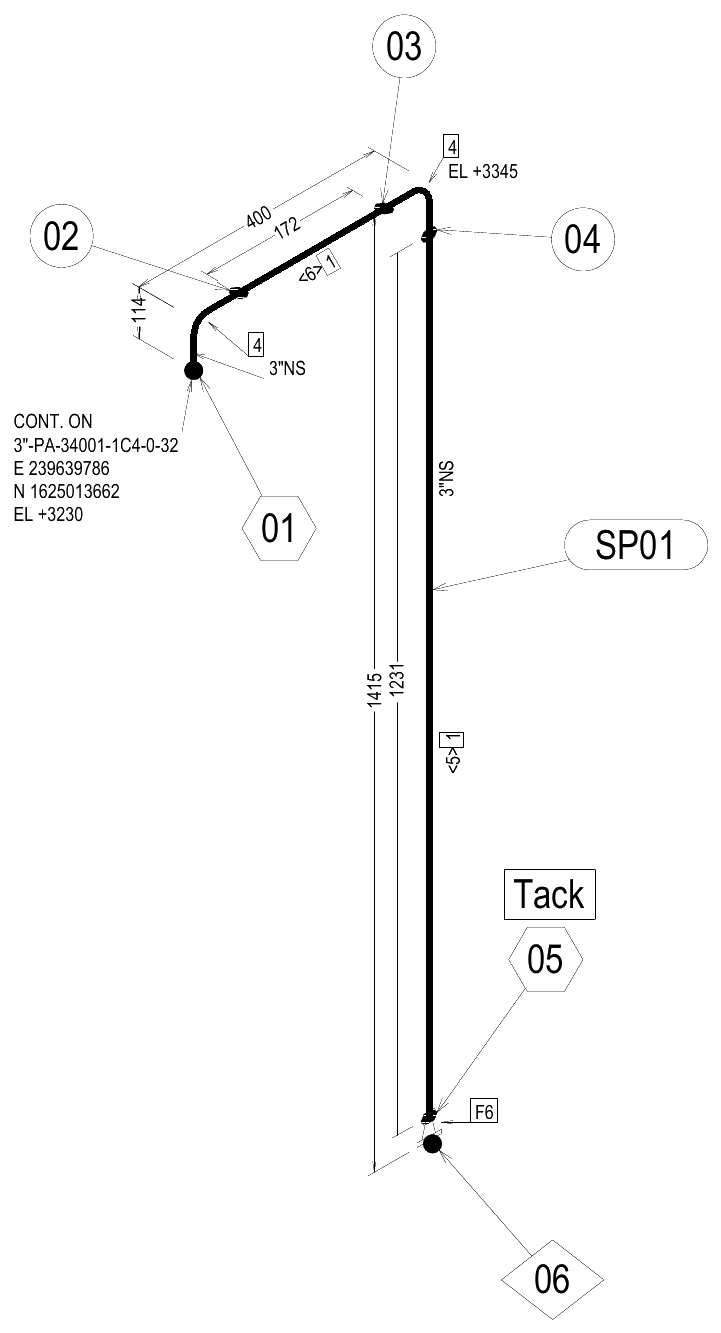 03
4
EL +3345
02
400
172
04
<6> 1
114
4
3"NS
CONT. ON
3"-PA-34001-1C4-0-32
E 239639786
N 1625013662
EL +3230
01
3"NS
SP01
1415
1231
<5> 1
Tack
05
F6
06